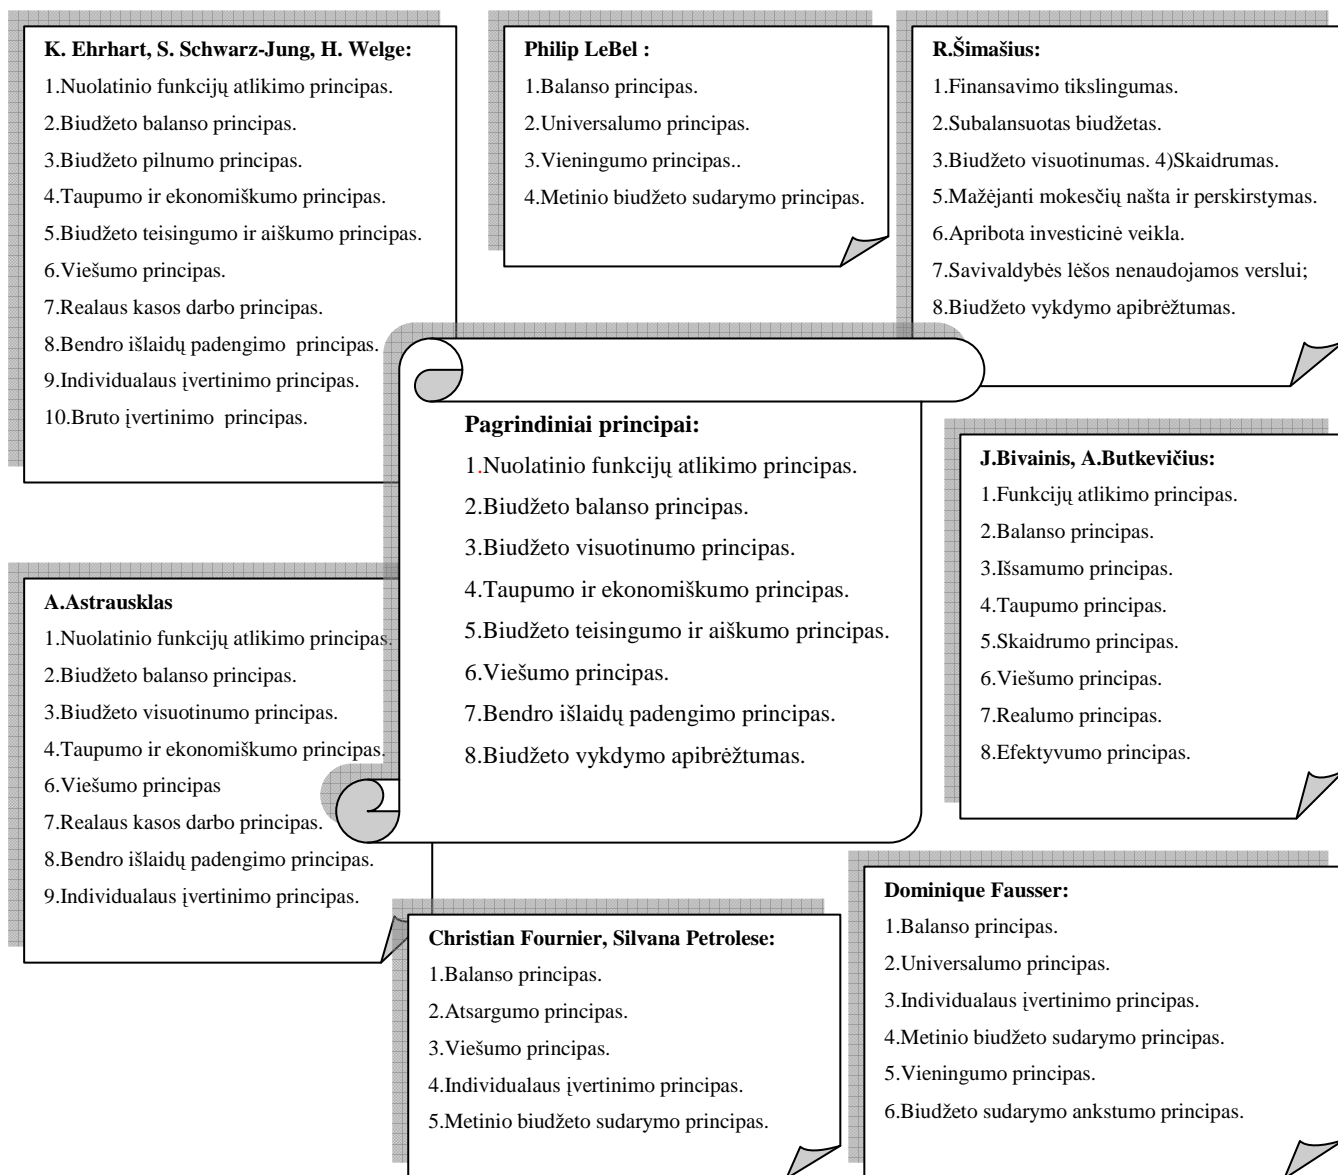 K. Ehrhart, S. Schwarz-Jung, H. Welge:
1.Nuolatinio funkcijų atlikimo principas.
2.Biudžeto balanso principas.
3.Biudžeto pilnumo principas.
4.Taupumo ir ekonomiškumo principas.
5.Biudžeto teisingumo ir aiškumo principas.
6.Viešumo principas.
7.Realaus kasos darbo principas.
8.Bendro išlaidų padengimo  principas.
9.Individualaus įvertinimo principas.
10.Bruto įvertinimo  principas.
Philip LeBel :
1.Balanso principas.
2.Universalumo principas.
3.Vieningumo principas..
4.Metinio biudžeto sudarymo principas.
R.Šimašius:
1.Finansavimo tikslingumas.
2.Subalansuotas biudžetas.
3.Biudžeto visuotinumas. 4)Skaidrumas.
5.Mažėjanti mokesčių našta ir perskirstymas.
6.Apribota investicinė veikla.
7.Savivaldybės lėšos nenaudojamos verslui;
8.Biudžeto vykdymo apibrėžtumas.
Pagrindiniai principai:
1.Nuolatinio funkcijų atlikimo principas.
2.Biudžeto balanso principas.
3.Biudžeto visuotinumo principas.
4.Taupumo ir ekonomiškumo principas.
5.Biudžeto teisingumo ir aiškumo principas.
6.Viešumo principas.
7.Bendro išlaidų padengimo principas.
8.Biudžeto vykdymo apibrėžtumas.
J.Bivainis, A.Butkevičius:
1.Funkcijų atlikimo principas.
2.Balanso principas.
3.Išsamumo principas.
4.Taupumo principas.
5.Skaidrumo principas.
6.Viešumo principas.
7.Realumo principas.
8.Efektyvumo principas.
A.Astrausklas
1.Nuolatinio funkcijų atlikimo principas.
2.Biudžeto balanso principas.
3.Biudžeto visuotinumo principas.
4.Taupumo ir ekonomiškumo principas.
6.Viešumo principas
7.Realaus kasos darbo principas.
8.Bendro išlaidų padengimo principas.
9.Individualaus įvertinimo principas.
Christian Fournier, Silvana Petrolese:
1.Balanso principas.
2.Atsargumo principas.
3.Viešumo principas.
4.Individualaus įvertinimo principas.
5.Metinio biudžeto sudarymo principas.
Dominique Fausser:
1.Balanso principas.
2.Universalumo principas.
3.Individualaus įvertinimo principas.
4.Metinio biudžeto sudarymo principas.
5.Vieningumo principas.
6.Biudžeto sudarymo ankstumo principas.